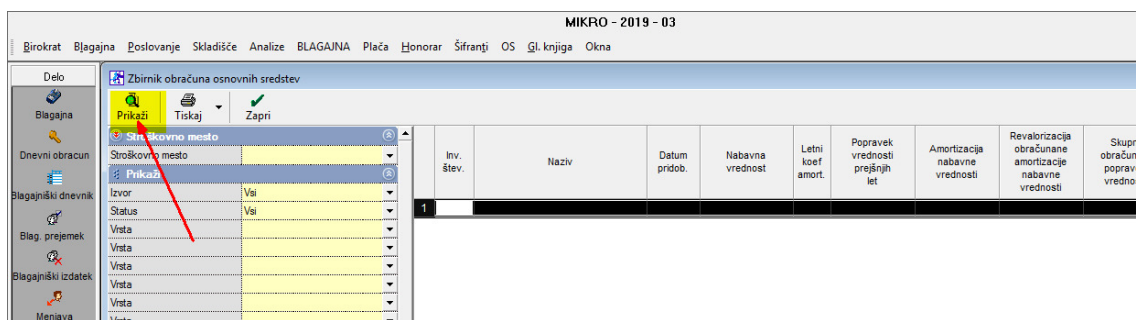 MIKRO - 2019 - 03
Birokrat Blagajna Poslovanje Skladišče Analize BLAGAJNA Plača Honorar Šifranti OS Gl. knjiga Okna
Delo
Blagajna
Dnevni obracun
Blagajniški dnevnik
Blag. prejemek
Blagajniški izdatek
Menjava
Zbirnik obračuna osnovnih sredstev
Prikaži Tiskaj Zapri
Stroškovno mesto
Stroškovno mesto
Prikaži
Izvor Vsi
Status Vsi
Vrsta
Vrsta
Vrsta
Vrsta
Vrsta
Vrsta
Inv. štev.
Naziv
Datum pridob.
Nabavna vrednost
Letni koef amort.
Popravek vrednosti prejšnjih let
Amortizacija nabavne vrednosti
Revalorizacija obračunane amortizacije nabavne vrednosti
1